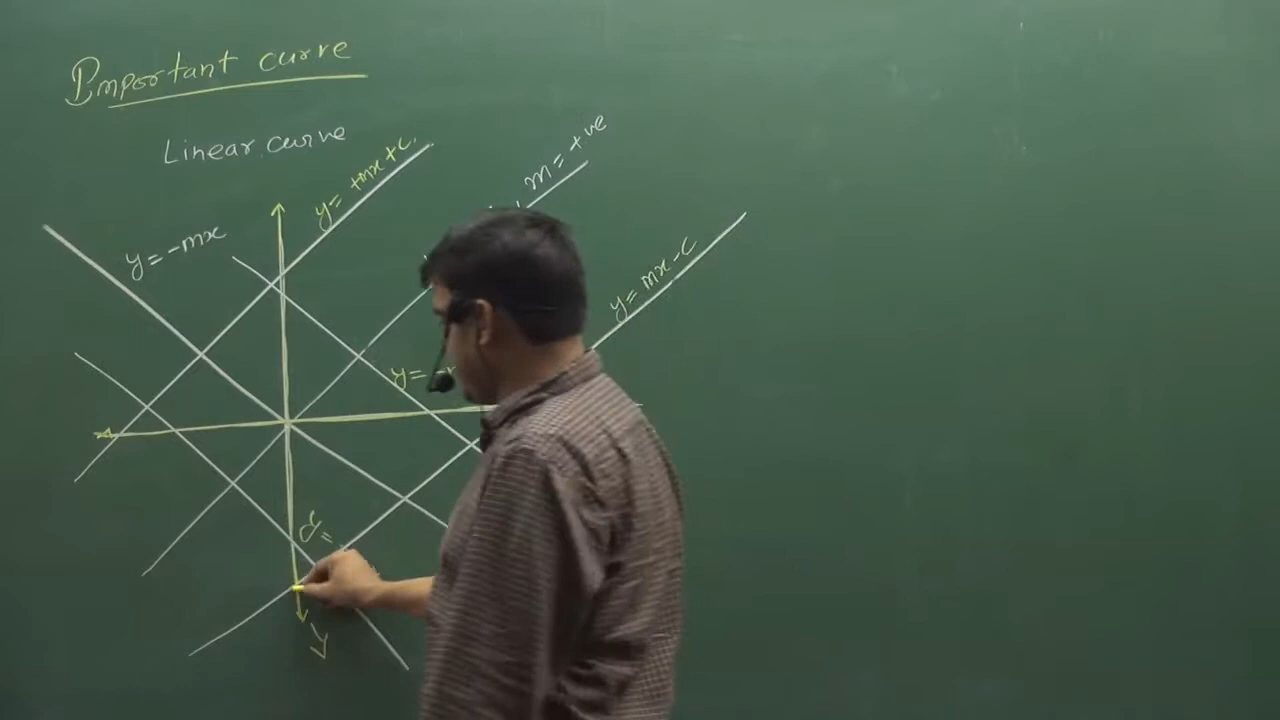 Important curve
Linear curve
y = +mx + c
m = +ve
y = -mx
y = mx - c
y = -
y =